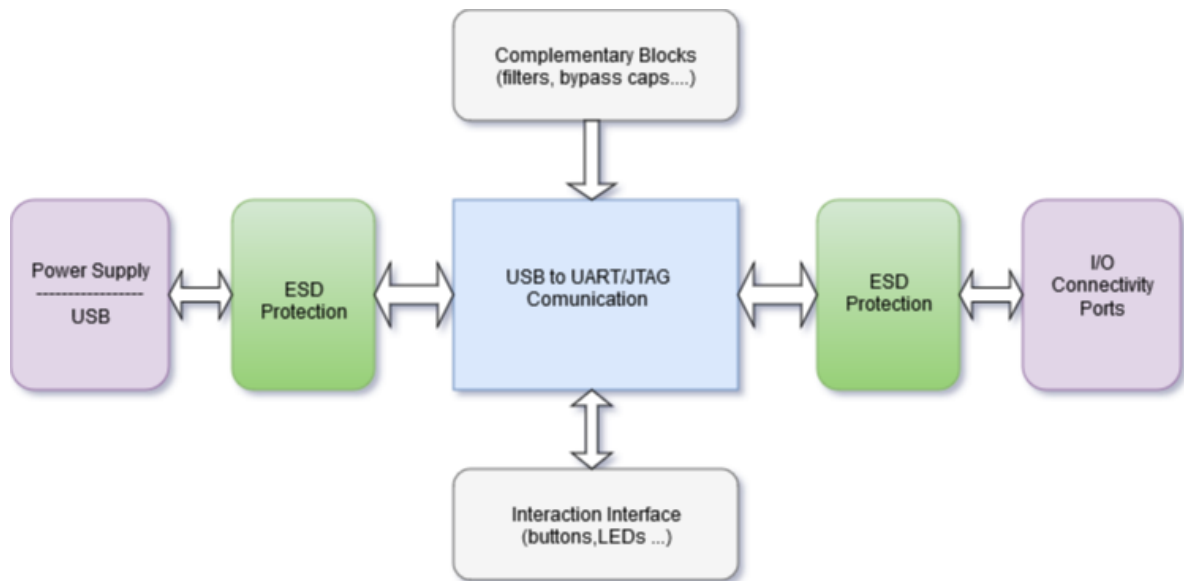 Complementary Blocks
(filters, bypass caps....)
Power Supply
-----------------
USB
ESD
Protection
USB to UART/JTAG
Comunication
ESD
Protection
I/O
Connectivity
Ports
Interaction Interface
(buttons,LEDs ...)